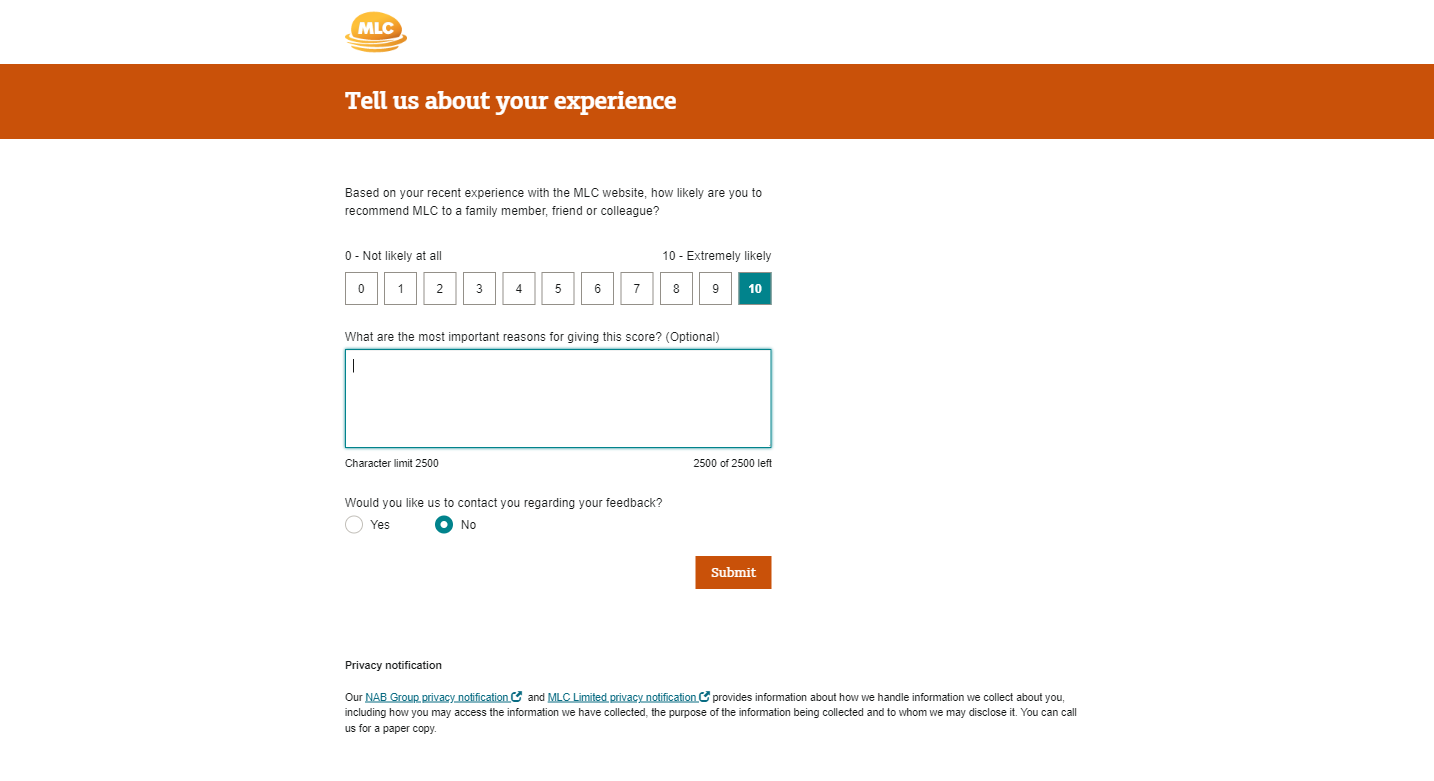 MLC
Tell us about your experience
Based on your recent experience with the MLC website, how likely are you to
recommend MLC to a family member, friend or colleague?
0 - Not likely at all 10 - Extremely likely
0 1 2 3 4 5 6 7 8 9 10
What are the most important reasons for giving this score? (Optional)
Character limit 2500 2500 of 2500 left
Would you like us to contact you regarding your feedback?
Yes No
Submit
Privacy notification
Our NAB Group privacy notification and MLC Limited privacy notification provides information about how we handle information we collect about you,
including how you may access the information we have collected, the purpose of the information being collected and to whom we may disclose it. You can call
us for a paper copy.